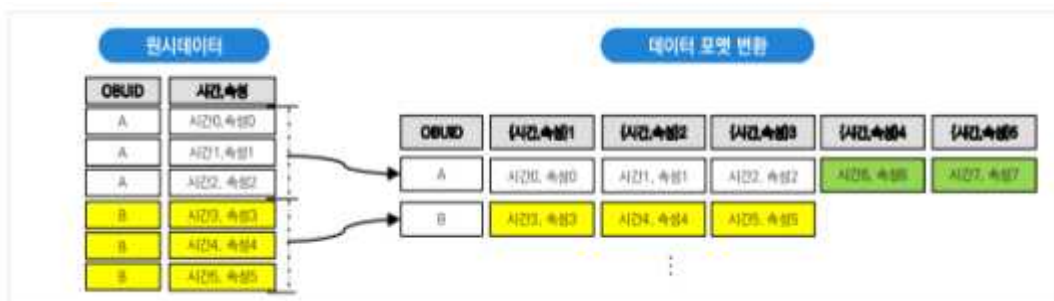 원시데이터
OBUID 시간,속성
A 시간0,속성0
A 시간1,속성1
A 시간2, 속성2
B 시간3, 속성3
B 시간4, 속성4
B 시간5, 속성5
데이터 포맷 변환
OBUID {시간,속성}1 {시간,속성}2 {시간,속성}3 {시간,속성}4 {시간,속성}5
A 시간0, 속성0 시간1, 속성1 시간2, 속성2 시간6, 속성6 시간7, 속성7
B 시간3, 속성3 시간4, 속성4 시간5, 속성5